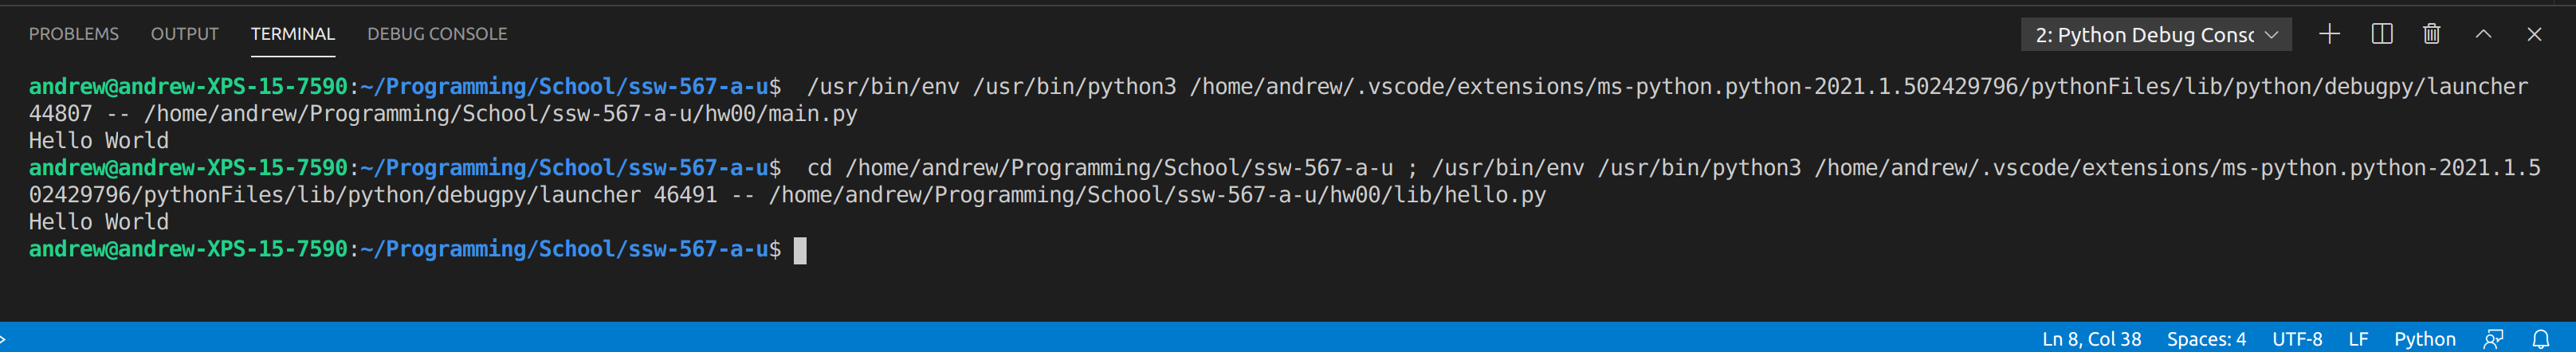 PROBLEMS OUTPUT TERMINAL DEBUG CONSOLE 2: Python Debug Consc
andrew@andrew-XPS-15-7590:~/Programming/School/ssw-567-a-u$  /usr/bin/env /usr/bin/python3 /home/andrew/.vscode/extensions/ms-python.python-2021.1.502429796/pythonFiles/lib/python/debugpy/launcher
44807 -- /home/andrew/Programming/School/ssw-567-a-u/hw00/main.py
Hello World
andrew@andrew-XPS-15-7590:~/Programming/School/ssw-567-a-u$  cd /home/andrew/Programming/School/ssw-567-a-u ; /usr/bin/env /usr/bin/python3 /home/andrew/.vscode/extensions/ms-python.python-2021.1.5
02429796/pythonFiles/lib/python/debugpy/launcher 46491 -- /home/andrew/Programming/School/ssw-567-a-u/hw00/lib/hello.py
Hello World
andrew@andrew-XPS-15-7590:~/Programming/School/ssw-567-a-u$
Ln 8, Col 38 Spaces: 4 UTF-8 LF Python